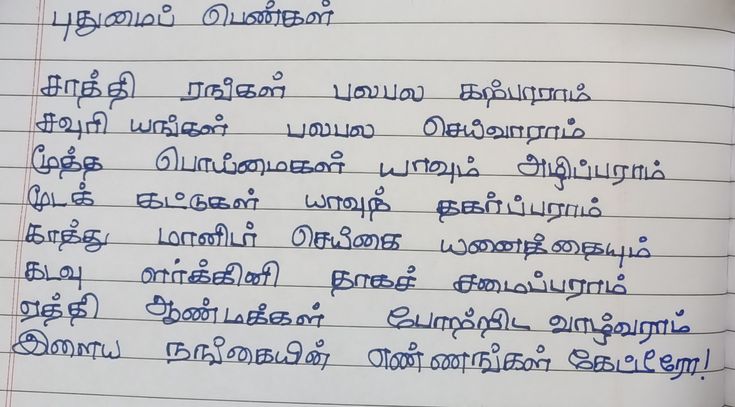 புதுமைப் பெண்கள்
சாத்தி ரங்கள் பலபல கற்பாராம்
சவுரி யங்கள் பலபல செய்வாராம்
மூத்த பொய்மைகள் யாவும் அழிப்பராம்
மூடக் கட்டுகள் யாவுந் தகர்ப்பராம்
காத்து மானிடர் செய்கை யனைத்தையும்
கடவு ளர்க்கினி தாகச் சமைப்பராம்
ஏத்தி ஆண்மக்கள் போற்றிட வாழ்வராம்
இளைய நங்கையின் எண்ணங்கள் கேட்டீரோ!